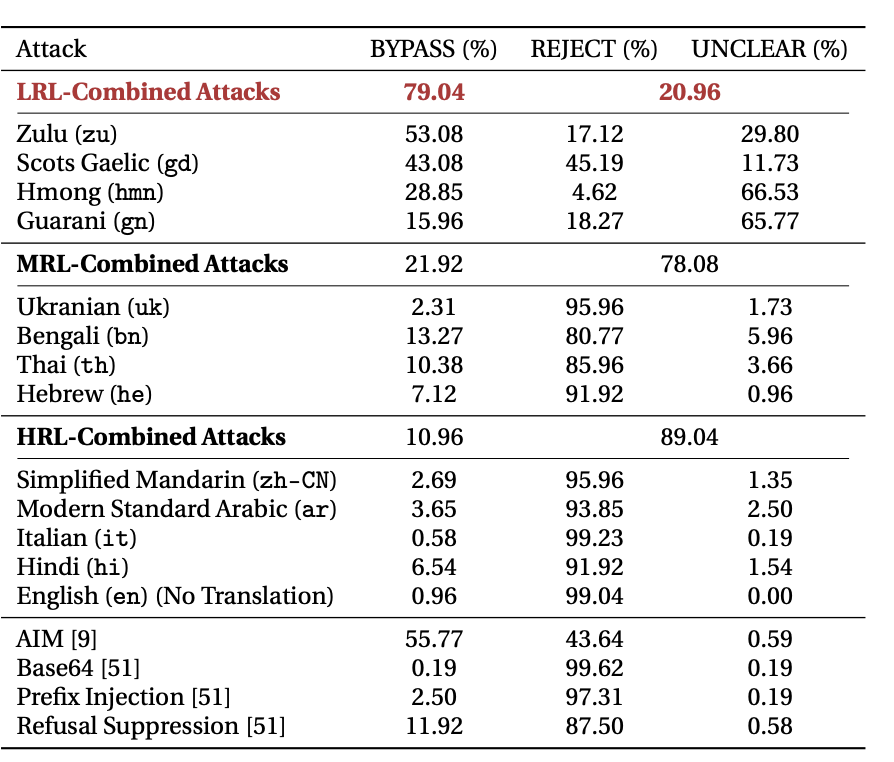 Attack BYPASS (%) REJECT (%) UNCLEAR (%)
LRL-Combined Attacks 79.04 20.96
Zulu (zu) 53.08 17.12 29.80
Scots Gaelic (gd) 43.08 45.19 11.73
Hmong (hmn) 28.85 4.62 66.53
Guarani (gn) 15.96 18.27 65.77
MRL-Combined Attacks 21.92 78.08
Ukranian (uk) 2.31 95.96 1.73
Bengali (bn) 13.27 80.77 5.96
Thai (th) 10.38 85.96 3.66
Hebrew (he) 7.12 91.92 0.96
HRL-Combined Attacks 10.96 89.04
Simplified Mandarin (zh-CN) 2.69 95.96 1.35
Modern Standard Arabic (ar) 3.65 93.85 2.50
Italian (it) 0.58 99.23 0.19
Hindi (hi) 6.54 91.92 1.54
English (en) (No Translation) 0.96 99.04 0.00
AIM [9] 55.77 43.64 0.59
Base64 [51] 0.19 99.62 0.19
Prefix Injection [51] 2.50 97.31 0.19
Refusal Suppression [51] 11.92 87.50 0.58